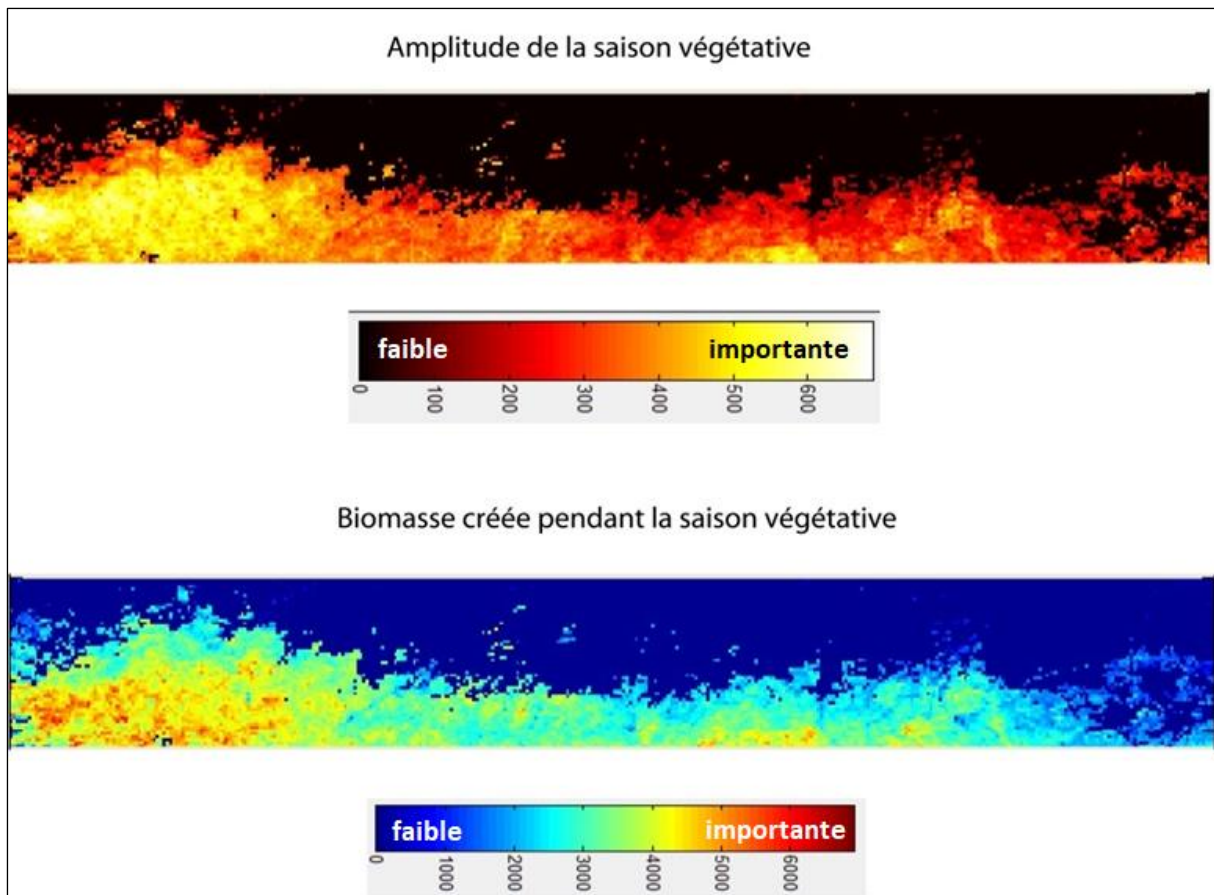 Amplitude de la saison végétative
faible importante
0 100 200 300 400 500 600
Biomasse créée pendant la saison végétative
faible importante
0 1000 2000 3000 4000 5000 6000